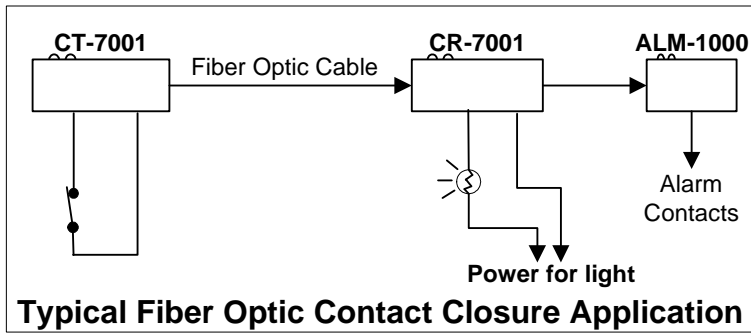 CT-7001
CR-7001
ALM-1000
Fiber Optic Cable
Alarm
Contacts
Power for light
Typical Fiber Optic Contact Closure Application